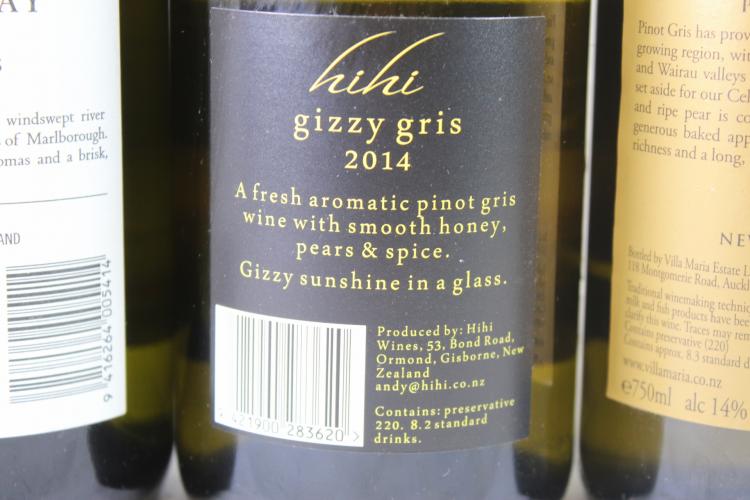 AY
windswept river
s of Marlborough.
omas and a brisk,
AND
9 416264 005414
hihi
gizzy gris
2014
A fresh aromatic pinot gris
wine with smooth honey,
pears & spice.
Gizzy sunshine in a glass.
421900 283620 >
Produced by: Hihi
Wines, 53, Bond Road,
Ormond, Gisborne, New
Zealand
andy@hihi.co.nz
Contains: preservative
220. 8.2 standard
drinks.
Pinot Gris has prov
growing region, wit
and Wairau valleys
set aside for our Cel
and ripe pear is co
generous baked app
richness and a long,
NE
Bottled by Villa Maria Estate L
118 Montgomerie Road, Auckl
Traditional winemaking techniq
milk and fish products have been
clarify this wine. Traces may rem
Contains preservative (220)
Contains approx. 8.3 standard d
www.villamaria.co.nz
e750ml alc 14%